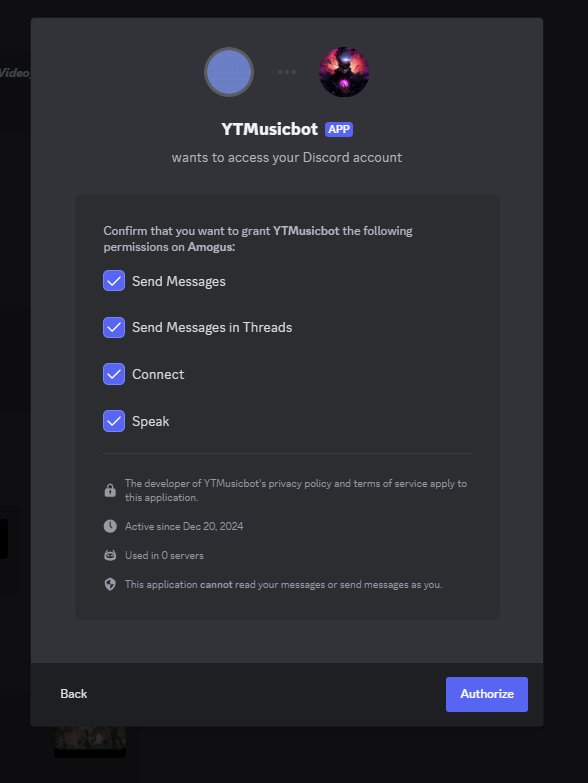 Video,
YTMusicbot APP
wants to access your Discord account
Confirm that you want to grant YTMusicbot the following
permissions on Amogus:
Send Messages
Send Messages in Threads
Connect
Speak
The developer of YTMusicbot's privacy policy and terms of service apply to
this application.
Active since Dec 20, 2024
Used in 0 servers
This application cannot read your messages or send messages as you.
Back
Authorize